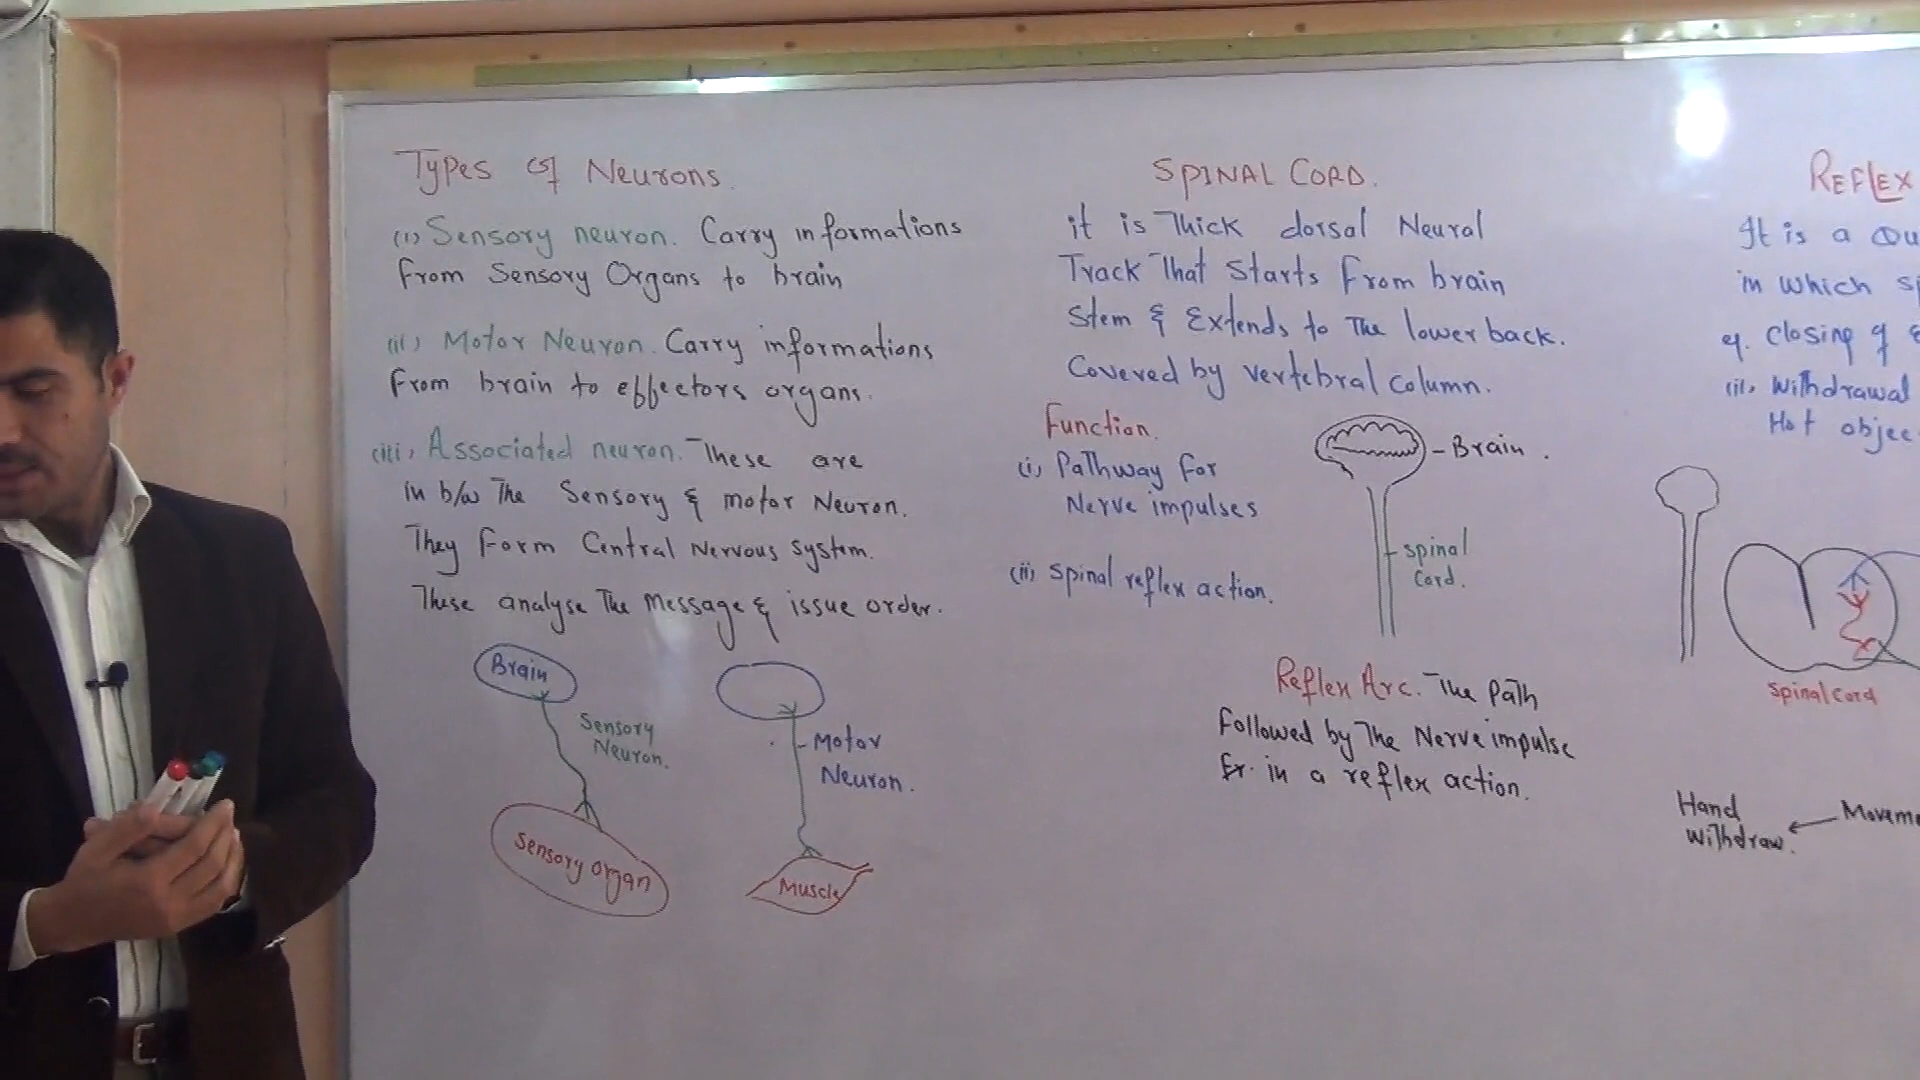 Types of Neurons.
(i) Sensory neuron. Carry informations
from Sensory Organs to brain
(ii) Motor Neuron. Carry informations
from brain to effectors organs.
(iii) Associated neuron. These are
in b/w The Sensory & motor Neuron.
They Form Central Nervous System.
These analyse The Message & issue order.
Brain
Sensory
Neuron.
Sensory organ
Motor
Neuron.
Muscle
SPINAL CORD.
it is Thick dorsal Neural
Track That Starts From brain
Stem & Extends to The lower back.
Covered by vertebral column.
Function.
(i) Pathway for
Nerve impulses
(ii) Spinal reflex action.
Brain.
Spinal
Cord.
Reflex Arc. The Path
Followed by The Nerve impulse
in a reflex action.
REFLEX
It is a
in which
eg. Closing of
(ii) Withdrawal
Hot
Spinal cord
Hand
Withdraw.